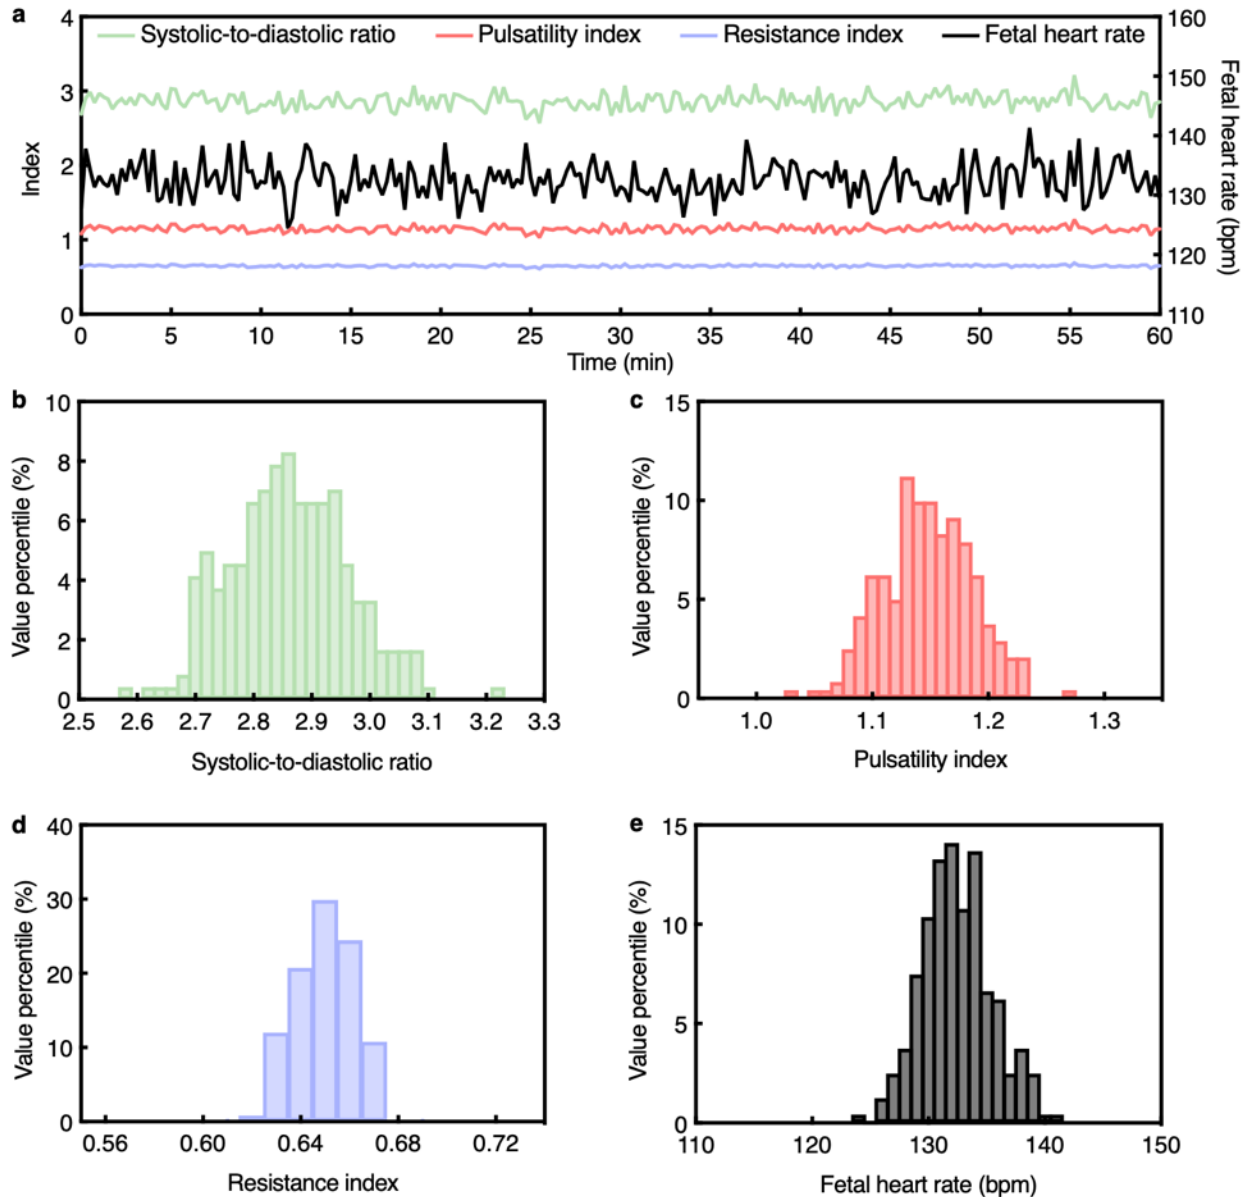 a
Systolic-to-diastolic ratio Pulsatility index Resistance index Fetal heart rate
4
3
2
1
0
Index
160
150
140
130
120
110
Fetal heart rate (bpm)
0 5 10 15 20 25 30 35 40 45 50 55 60
Time (min)
b
10
8
6
4
2
0
Value percentile (%)
2.5 2.6 2.7 2.8 2.9 3.0 3.1 3.2 3.3
Systolic-to-diastolic ratio
c
15
10
5
0
Value percentile (%)
1.0 1.1 1.2 1.3
Pulsatility index
d
40
30
20
10
0
Value percentile (%)
0.56 0.60 0.64 0.68 0.72
Resistance index
e
15
10
5
0
Value percentile (%)
110 120 130 140 150
Fetal heart rate (bpm)